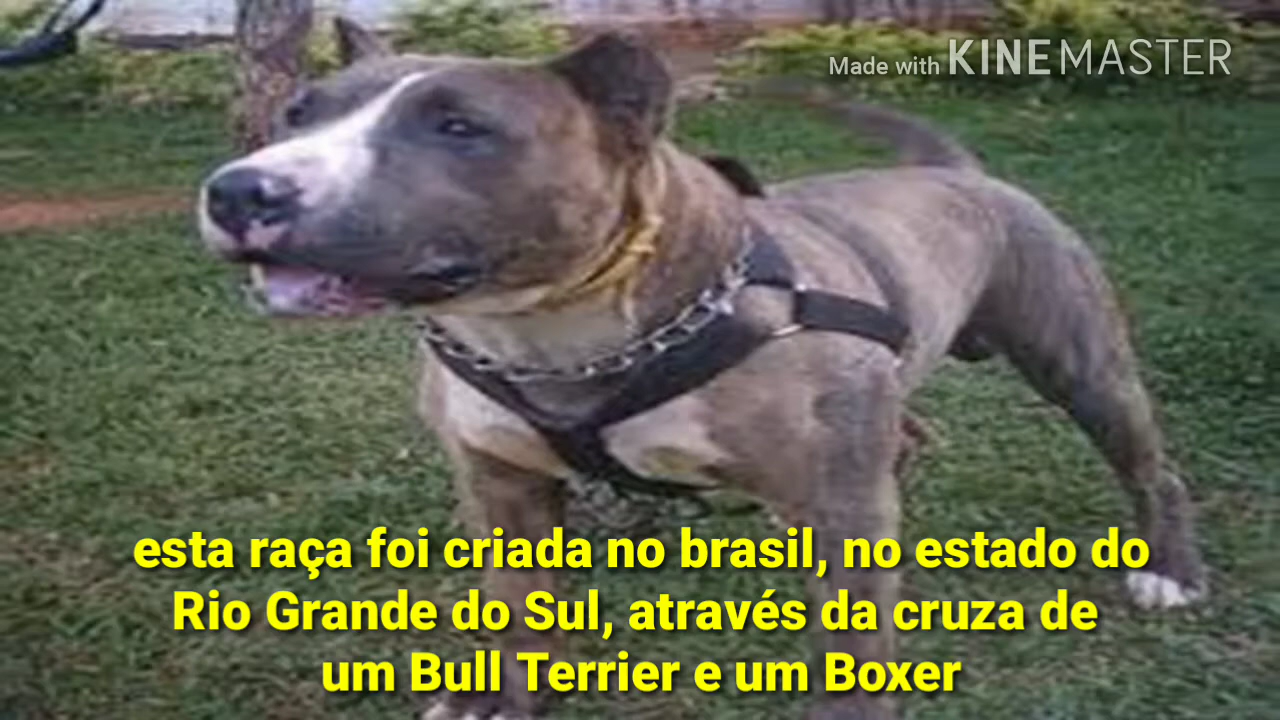 Made with KINEMASTER
esta raça foi criada no brasil, no estado do
Rio Grande do Sul, através da cruza de
um Bull Terrier e um Boxer